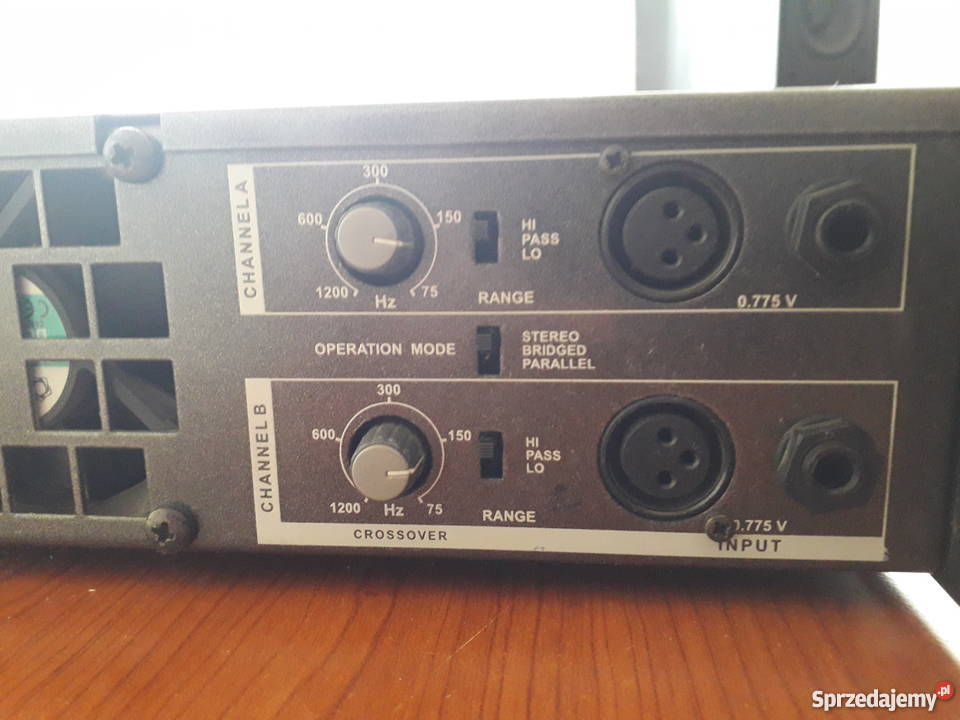 CHANNEL A
300
600
150
1200
Hz
75
HI
PASS
LO
RANGE
0.775 V
OPERATION MODE
STEREO
BRIDGED
PARALLEL
CHANNEL B
300
600
150
1200
Hz
75
HI
PASS
LO
RANGE
0.775 V
CROSSOVER
INPUT
Sprzedajemy.pl